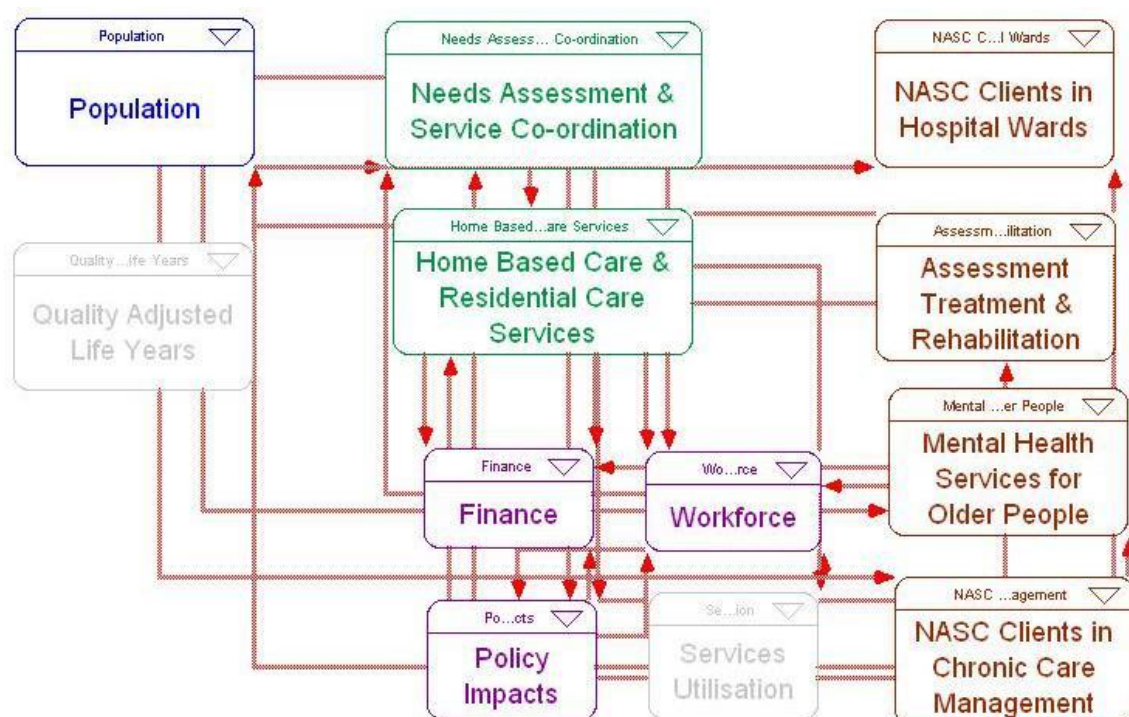 Population
Population
Needs Assess... Co-ordination
Needs Assessment &
Service Co-ordination
NASC C...l Wards
NASC Clients in
Hospital Wards
Quality ...ife Years
Quality Adjusted
Life Years
Home Based...are Services
Home Based Care &
Residential Care
Services
Assessm...ilitation
Assessment
Treatment &
Rehabilitation
Mental ...er People
Mental Health
Services for
Older People
Finance
Finance
Wo...rce
Workforce
Po...cts
Policy
Impacts
Se...ion
Services
Utilisation
NASC ...agement
NASC Clients in
Chronic Care
Management